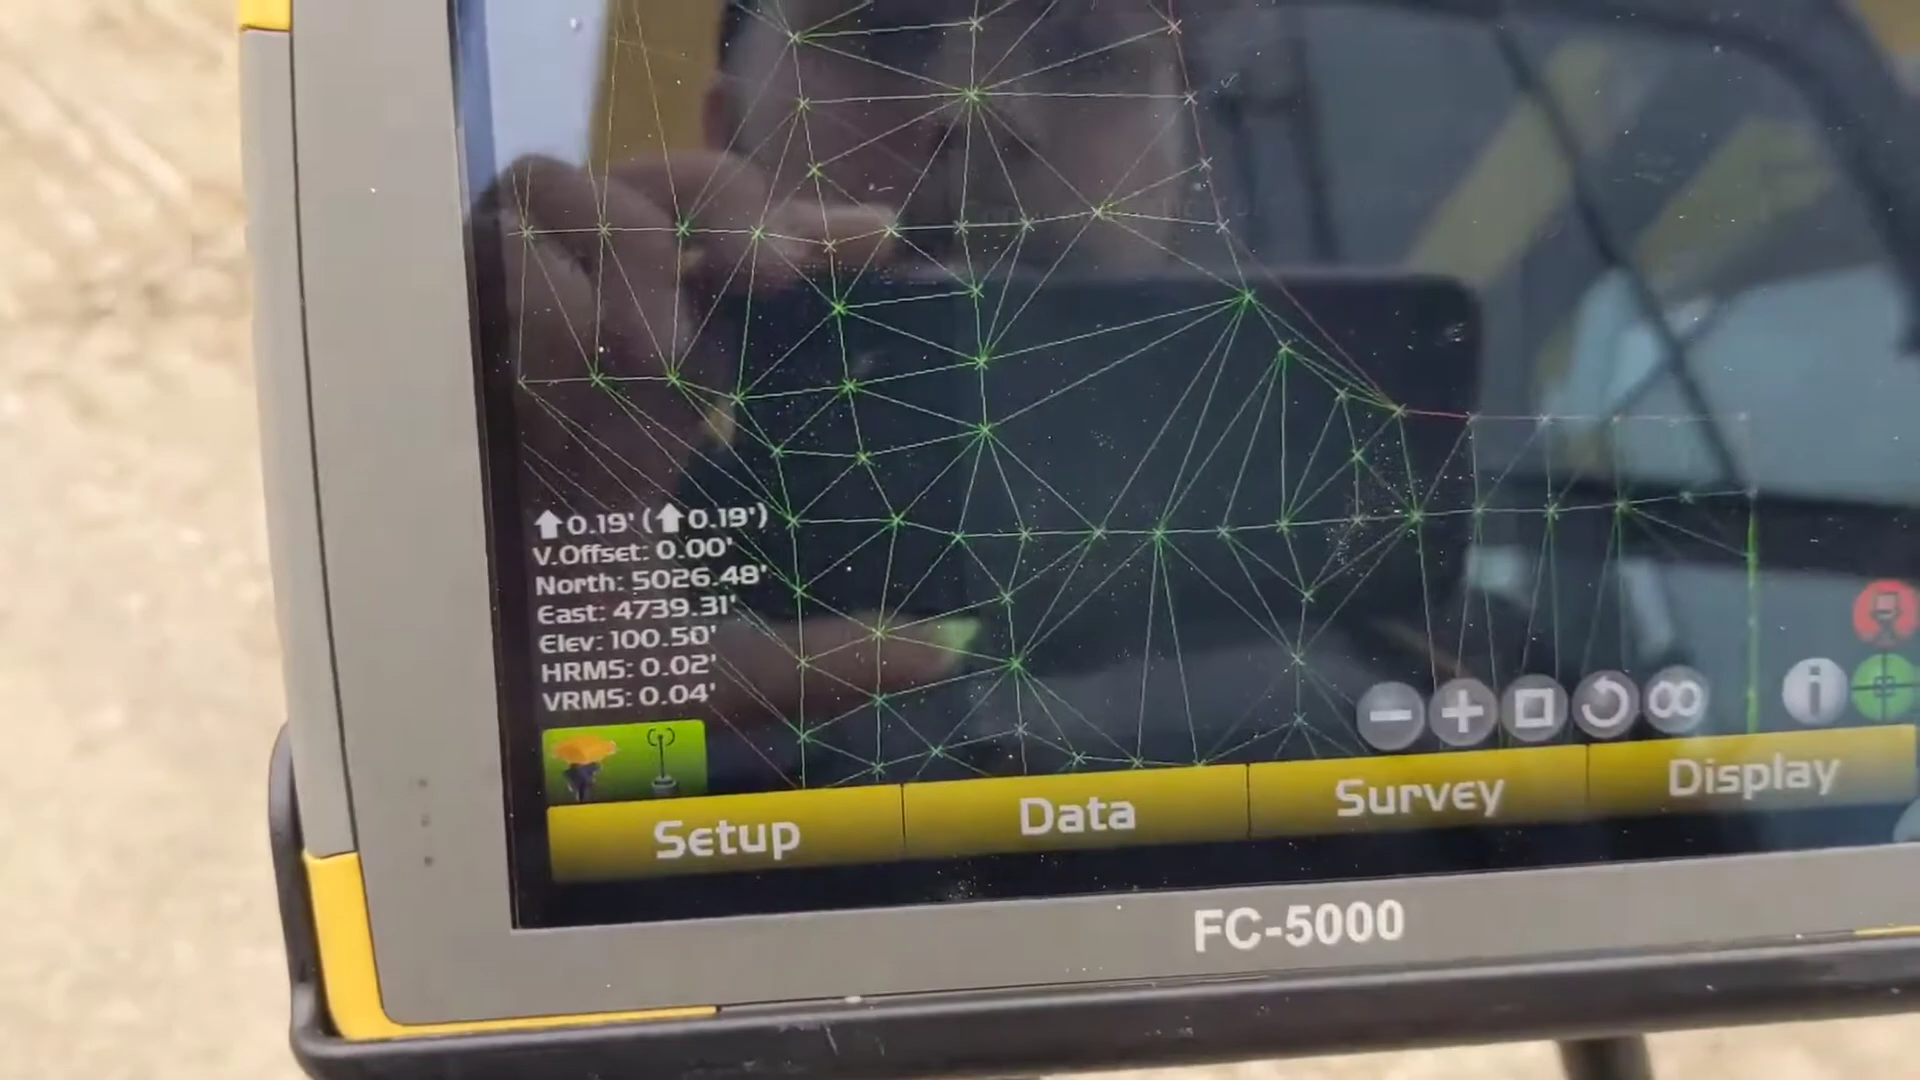 ⬆0.19' (⬆0.19')
V.Offset: 0.00'
North: 5026.48'
East: 4739.31'
Elev: 100.50'
HRMS: 0.02'
VRMS: 0.04'
Setup
Data
Survey
Display
FC-5000